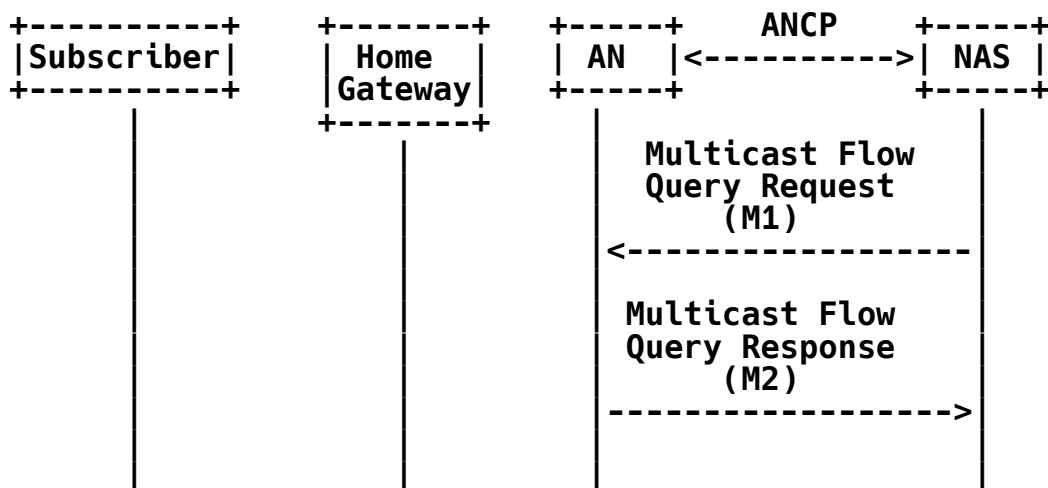 +----------+    +-------+   +-----+    ANCP    +-----+
|Subscriber|    | Home  |   | AN  |<---------->| NAS |
+----------+    |Gateway|   +-----+            +-----+
      |         +-------+      |                   |
      |             |          |  Multicast Flow   |
      |             |          |  Query Request    |
      |             |          |      (M1)         |
      |             |          |<------------------|
      |             |          |                   |
      |             |          | Multicast Flow    |
      |             |          | Query Response    |
      |             |          |      (M2)         |
      |             |          |------------------>|
      |             |          |                   |
      |             |          |                   |